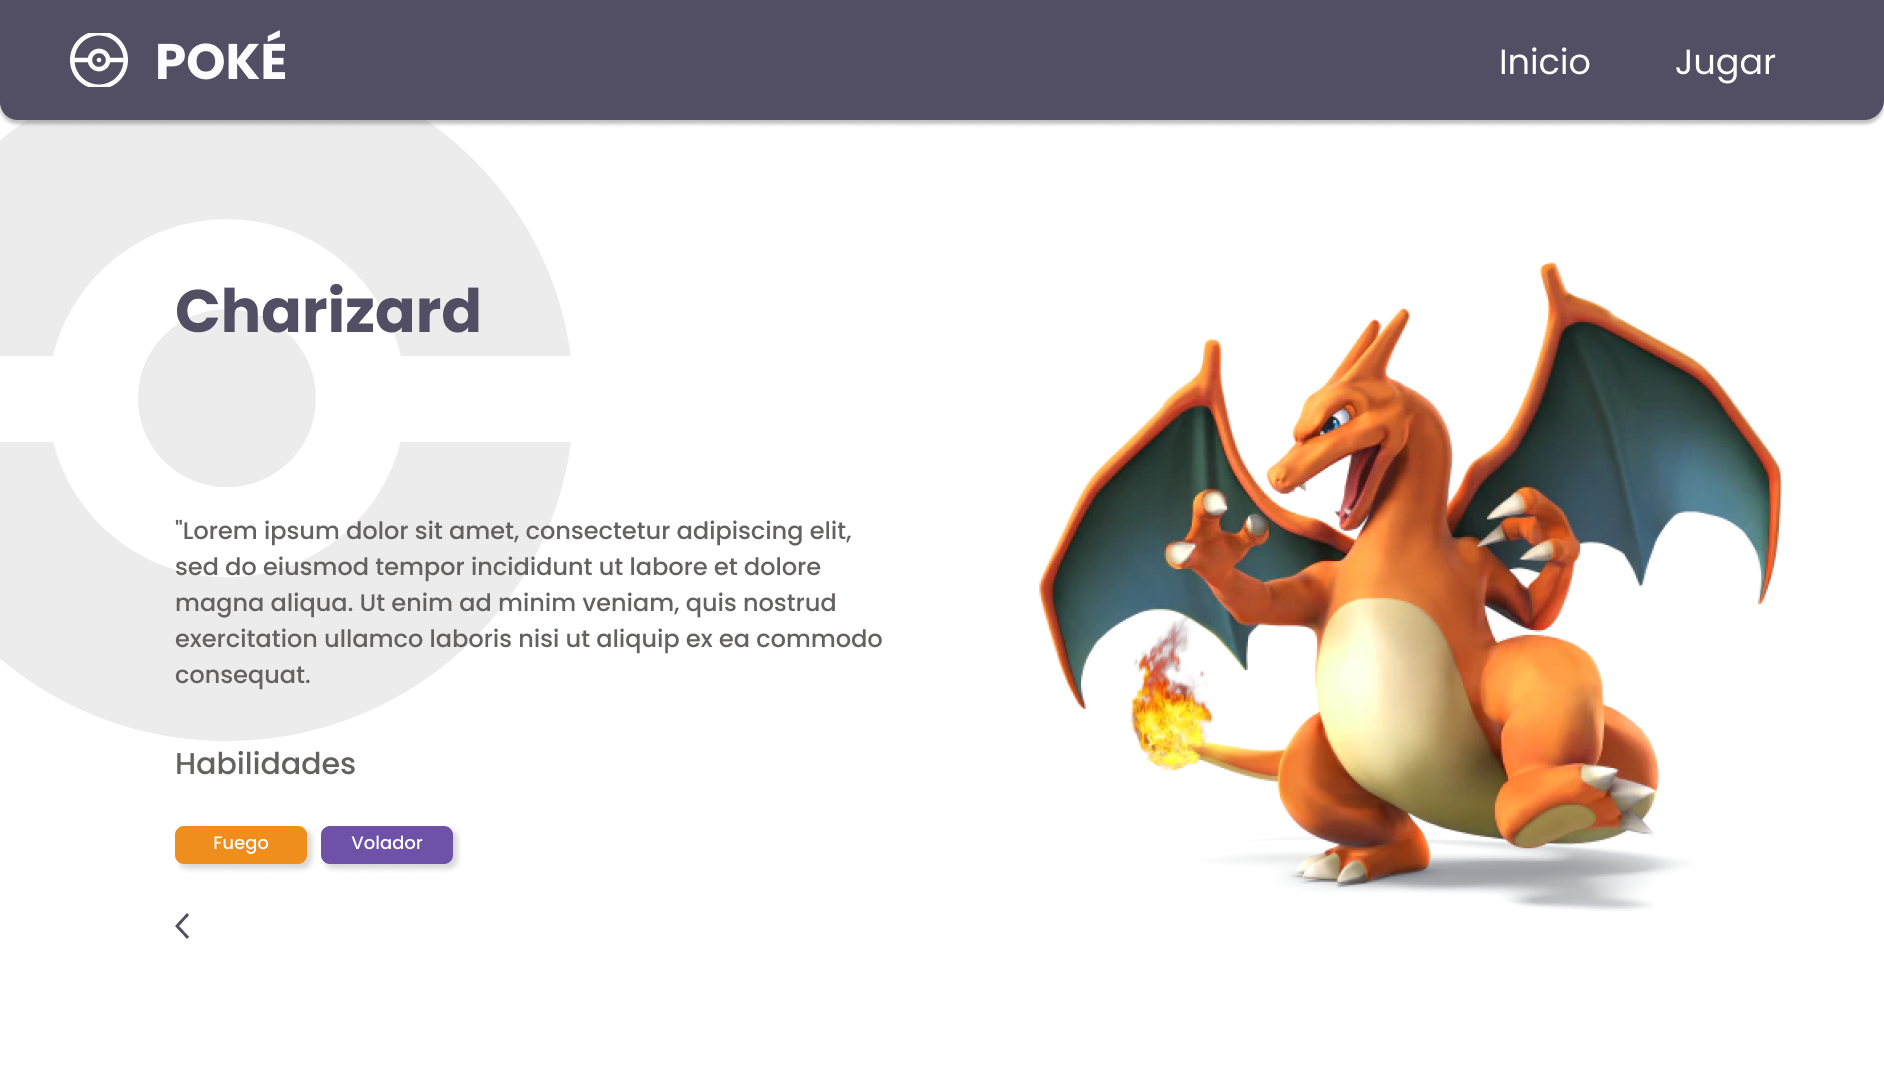 POKÉ
Inicio
Jugar
Charizard
"Lorem ipsum dolor sit amet, consectetur adipiscing elit,
sed do eiusmod tempor incididunt ut labore et dolore
magna aliqua. Ut enim ad minim veniam, quis nostrud
exercitation ullamco laboris nisi ut aliquip ex ea commodo
consequat.
Habilidades
Fuego
Volador